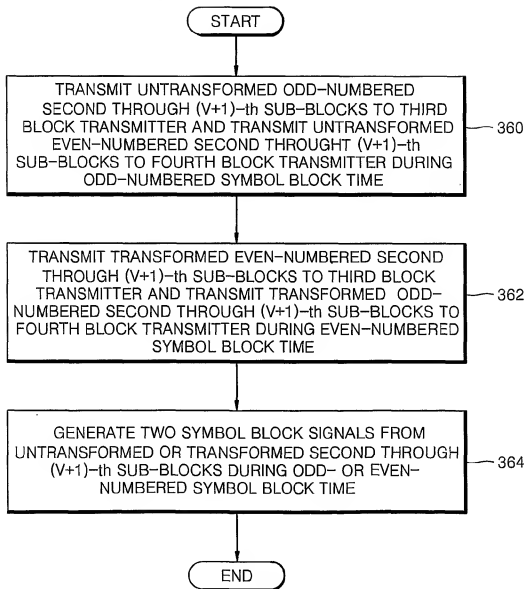 START
TRANSMIT UNTRANSFORMED ODD-NUMBERED
SECOND THROUGH (V+1)-th SUB-BLOCKS TO THIRD
BLOCK TRANSMITTER AND TRANSMIT UNTRANSFORMED
EVEN-NUMBERED SECOND THROUGHT (V+1)-th
SUB-BLOCKS TO FOURTH BLOCK TRANSMITTER DURING
ODD-NUMBERED SYMBOL BLOCK TIME
360
TRANSMIT TRANSFORMED EVEN-NUMBERED SECOND
THROUGH (V+1)-th SUB-BLOCKS TO THIRD BLOCK
TRANSMITTER AND TRANSMIT TRANSFORMED ODD-
NUMBERED SECOND THROUGH (V+1)-th SUB-BLOCKS TO
FOURTH BLOCK TRANSMITTER DURING EVEN-NUMBERED
SYMBOL BLOCK TIME
362
GENERATE TWO SYMBOL BLOCK SIGNALS FROM
UNTRANSFORMED OR TRANSFORMED SECOND THROUGH
(V+1)-th SUB-BLOCKS DURING ODD- OR EVEN-
NUMBERED SYMBOL BLOCK TIME
364
END